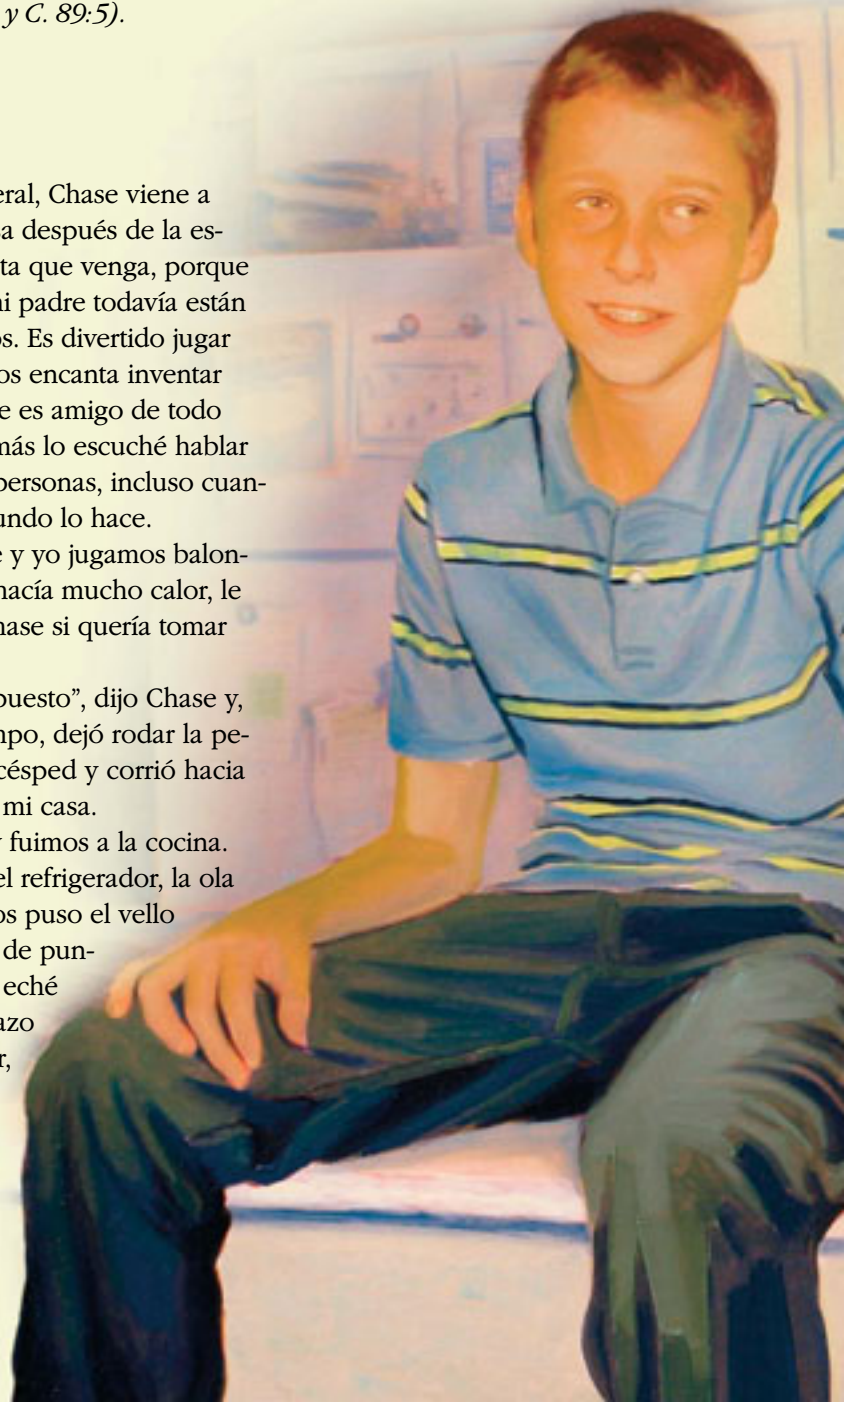 y C. 89:5).
eral, Chase viene a
a después de la es-
ta que venga, porque
i padre todavía están
os. Es divertido jugar
os encanta inventar
e es amigo de todo
más lo escuché hablar
personas, incluso cuan-
undo lo hace.
e y yo jugamos balon-
hacía mucho calor, le
hase si quería tomar
puesto”, dijo Chase y,
mpo, dejó rodar la pe-
césped y corrió hacia
mi casa.
y fuimos a la cocina.
el refrigerador, la ola
os puso el vello
de pun-
eché
azo
r,